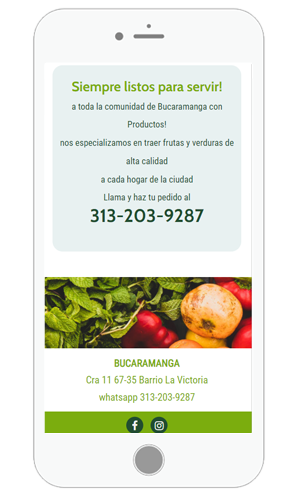 Siempre listos para servir!
a toda la comunidad de Bucaramanga con
Productos!
nos especializamos en traer frutas y verduras de
alta calidad
a cada hogar de la ciudad
Llama y haz tu pedido al
313-203-9287
BUCARAMANGA
Cra 11 67-35 Barrio La Victoria
whatsapp 313-203-9287